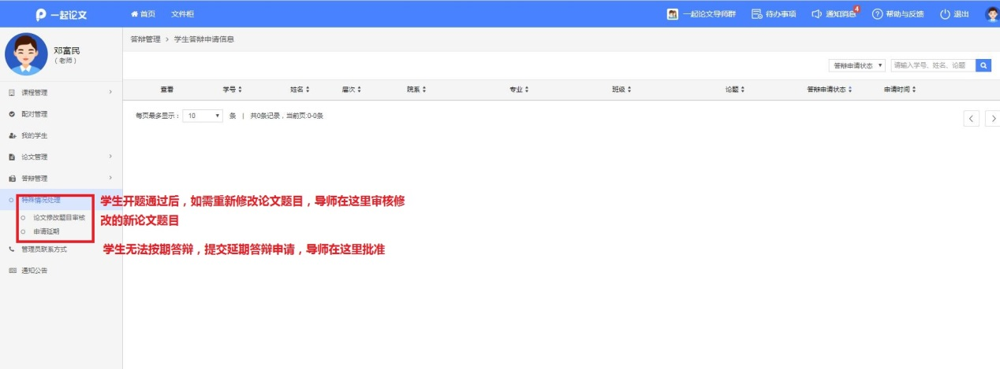 一起论文
首页
文件柜
一起论文导师群
待办事项
通知消息
4
帮助与反馈
退出
邓富民
(老师)
答辩管理 > 学生答辩申请信息
课程管理
配对管理
我的学生
论文管理
答辩管理
特殊情况处理
论文修改题目审核
申请延期
管理员联系方式
通知公告
答辩申请状态
请输入学号、姓名、论题
查看 学号 姓名 届次 院系 专业 班级 论题 答辩申请状态 申请时间
每页最多显示: 10 条 | 共0条记录,当前页:0-0条
学生开题通过后,如需重新修改论文题目,导师在这里审核修
改的新论文题目
学生无法按期答辩,提交延期答辩申请,导师在这里批准